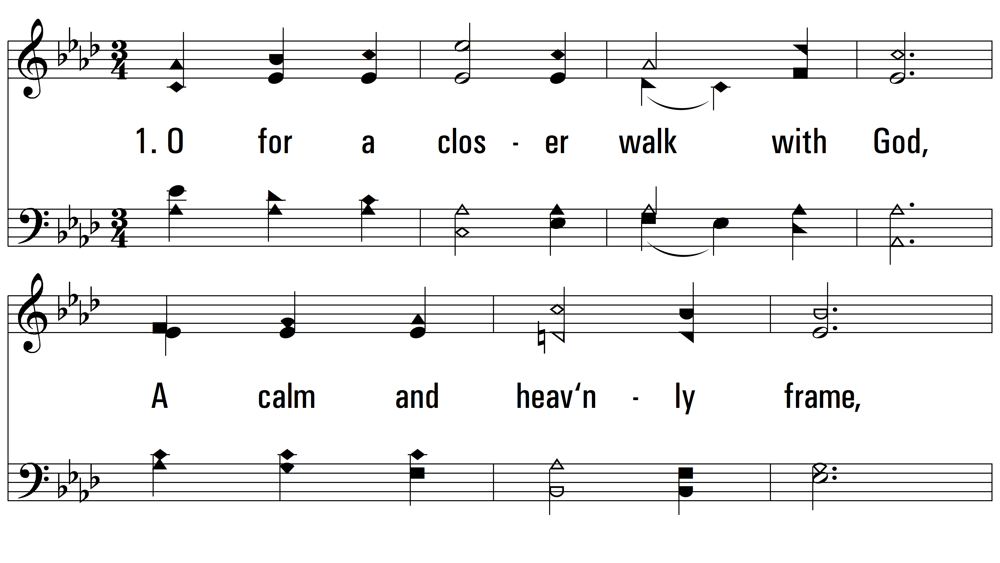 1. O for a clos - er walk with God,
A calm and heav‘n - ly frame,